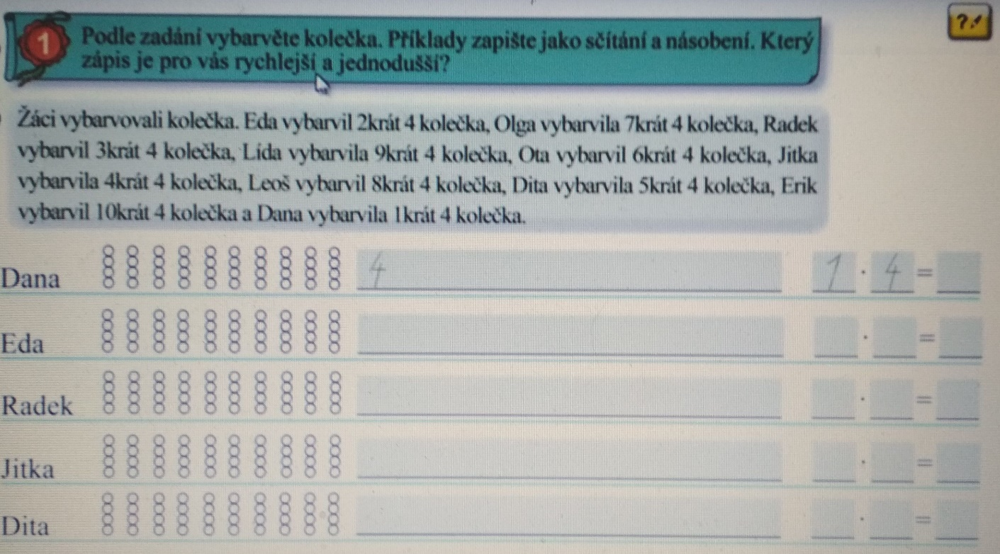 1 Podle zadání vybarvěte kolečka. Příklady zapište jako sčítání a násobení. Který
zápis je pro vás rychlejší a jednodušší?
?!
Žáci vybarvovali kolečka. Eda vybarvil 2krát 4 kolečka, Olga vybarvila 7krát 4 kolečka, Radek
vybarvil 3krát 4 kolečka, Lída vybarvila 9krát 4 kolečka, Ota vybarvil 6krát 4 kolečka, Jitka
vybarvila 4krát 4 kolečka, Leoš vybarvil 8krát 4 kolečka, Dita vybarvila 5krát 4 kolečka, Erik
vybarvil 10krát 4 kolečka a Dana vybarvila 1krát 4 kolečka.
Dana 4 1 · 4 =
Eda · =
Radek · =
Jitka · =
Dita · =